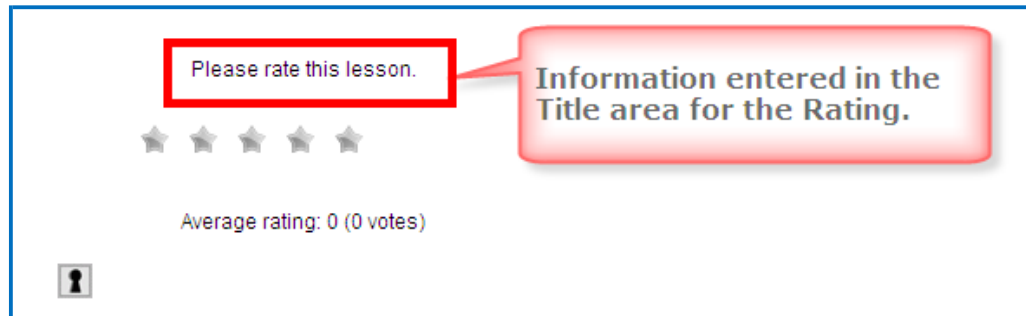 Please rate this lesson.
Information entered in the
Title area for the Rating.
Average rating: 0 (0 votes)